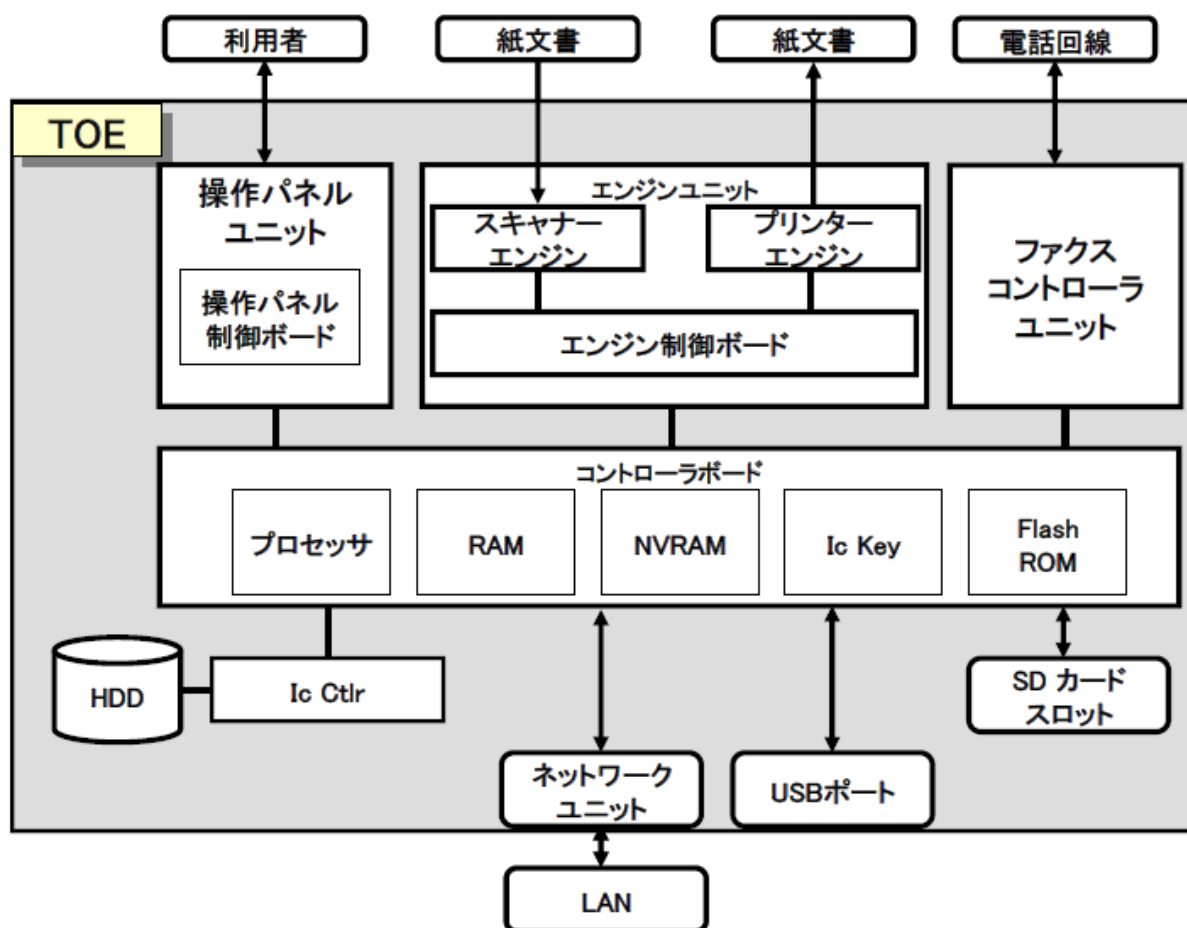 利用者
紙文書
紙文書
電話回線
TOE
操作パネル
ユニット
操作パネル
制御ボード
エンジンユニット
スキャナー
エンジン
プリンター
エンジン
エンジン制御ボード
ファクス
コントローラ
ユニット
コントローラボード
プロセッサ
RAM
NVRAM
Ic Key
Flash
ROM
HDD
Ic Ctlr
SD カード
スロット
ネットワーク
ユニット
USBポート
LAN